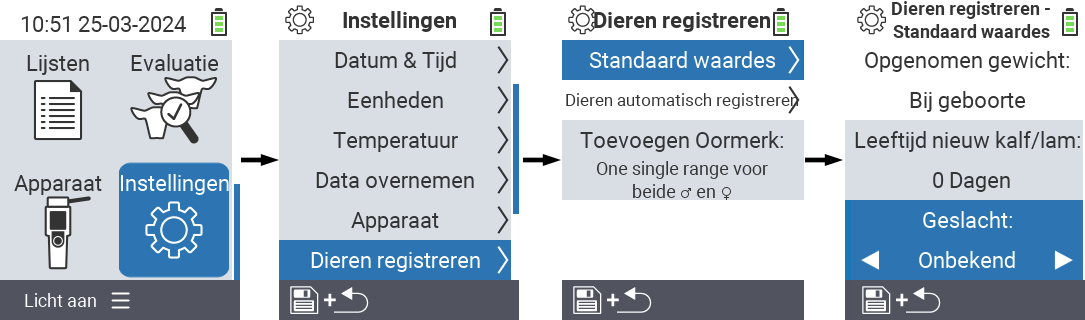 10:51 25-03-2024
Lijsten
Evaluatie
Apparaat
Instellingen
Licht aan
Instellingen
Datum & Tijd
Eenheden
Temperatuur
Data overnemen
Apparaat
Dieren registreren
+
Dieren registreren
Standaard waardes
Dieren automatisch registreren
Toevoegen Oormerk:
One single range voor
beide ♂ en ♀
+
Dieren registreren -
Standaard waardes
Opgenomen gewicht:
Bij geboorte
Leeftijd nieuw kalf/lam:
0 Dagen
Geslacht:
Onbekend
+